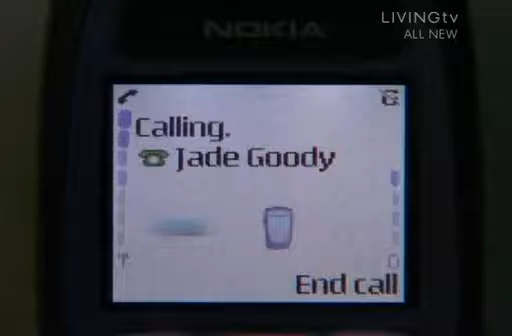 LIVINGtv
ALL NEW
NOKIA
Calling.
Jade Goody
End call